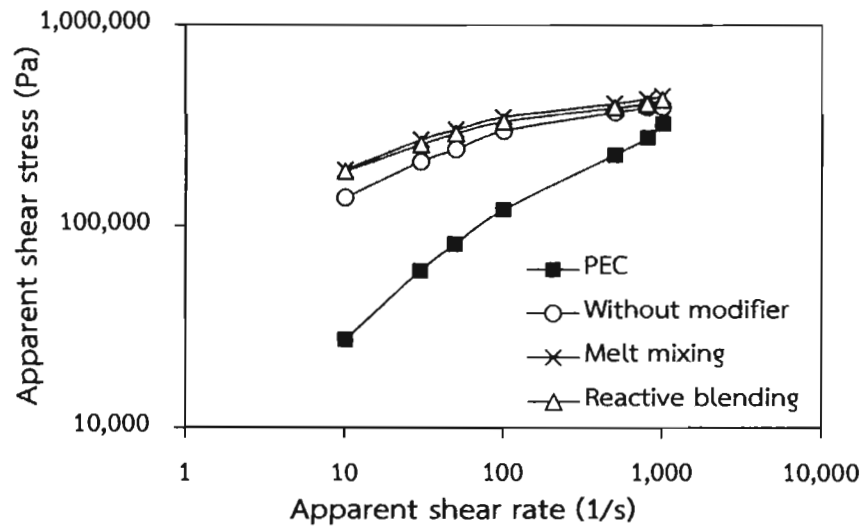 1,000,000
Apparent shear stress (Pa)
100,000
10,000
PEC
Without modifier
Melt mixing
Reactive blending
1
10
100
1,000
10,000
Apparent shear rate (1/s)